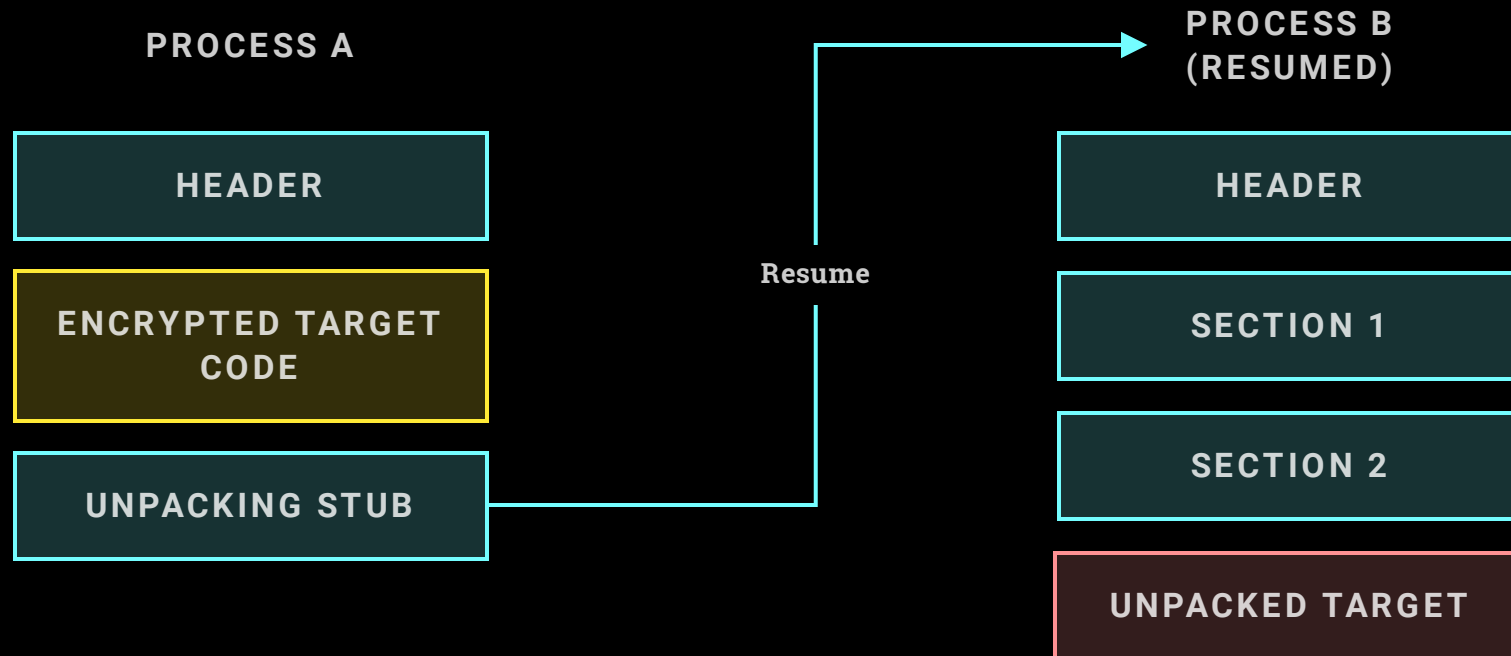 PROCESS A
HEADER
ENCRYPTED TARGET
CODE
UNPACKING STUB
Resume
PROCESS B
(RESUMED)
HEADER
SECTION 1
SECTION 2
UNPACKED TARGET